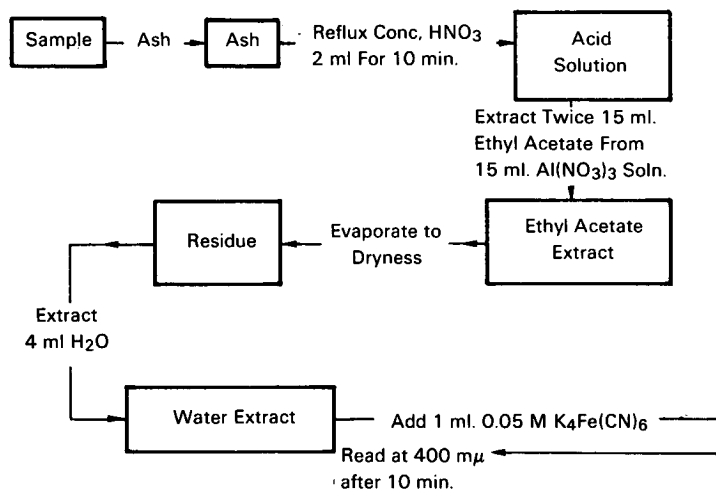 Sample
Ash
Ash
Reflux Conc, HNO3
2 ml For 10 min.
Acid
Solution
Extract Twice 15 ml.
Ethyl Acetate From
15 ml. Al(NO3)3 Soln.
Ethyl Acetate
Extract
Evaporate to
Dryness
Residue
Extract
4 ml H2O
Water Extract
Add 1 ml. 0.05 M K4Fe(CN)6
Read at 400 mμ
after 10 min.